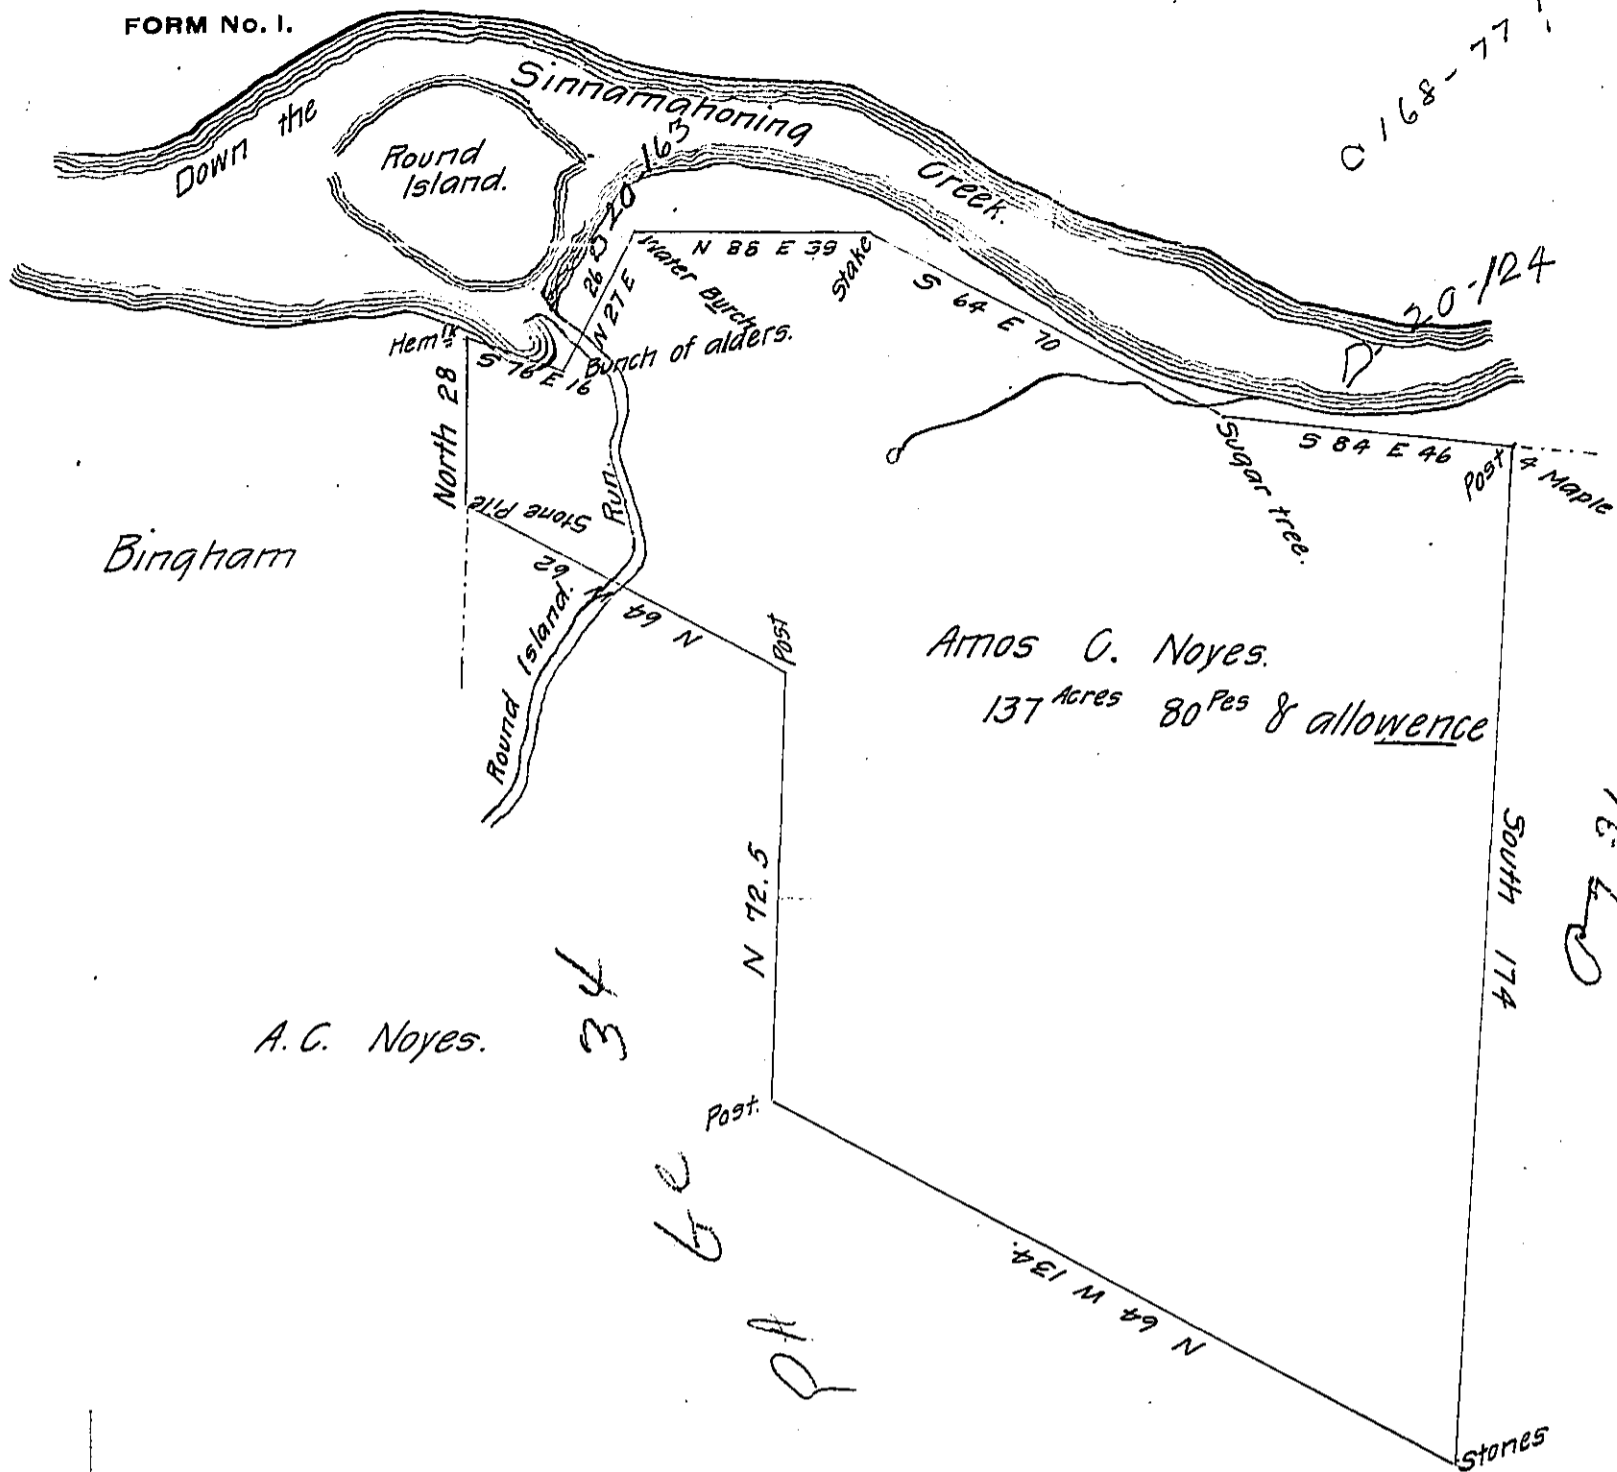 FORM No. 1.
C 168-77
Down the
Sinnamahoning
Creek.
Round
Island.
D 20 163
D 20-124
N 88 E 39
Water Burch
Stake
26
N 27 E
S 64 E 70
Hem lk
S 76 E 16
Bunch of alders.
North 28
Sugar tree.
S 84 E 46
Post
4 Maple
Stone Pile
Bingham
N 64 W 62
Round Island.
Run.
Post
Amos C. Noyes.
137 Acres 80 Pes & allowence
N 72.5
South 174
A.C. Noyes.
34
Post.
N 64 W 134.
Stones